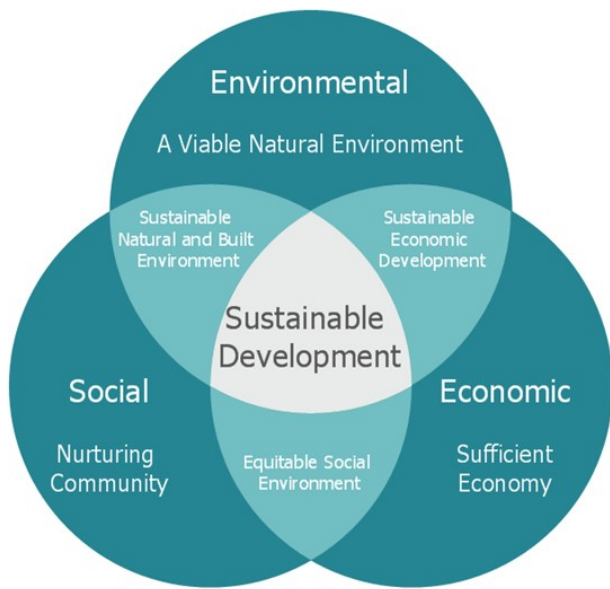 Environmental
A Viable Natural Environment
Sustainable
Natural and Built
Environment
Sustainable
Economic
Development
Sustainable
Development
Social
Nurturing
Community
Equitable Social
Environment
Economic
Sufficient
Economy